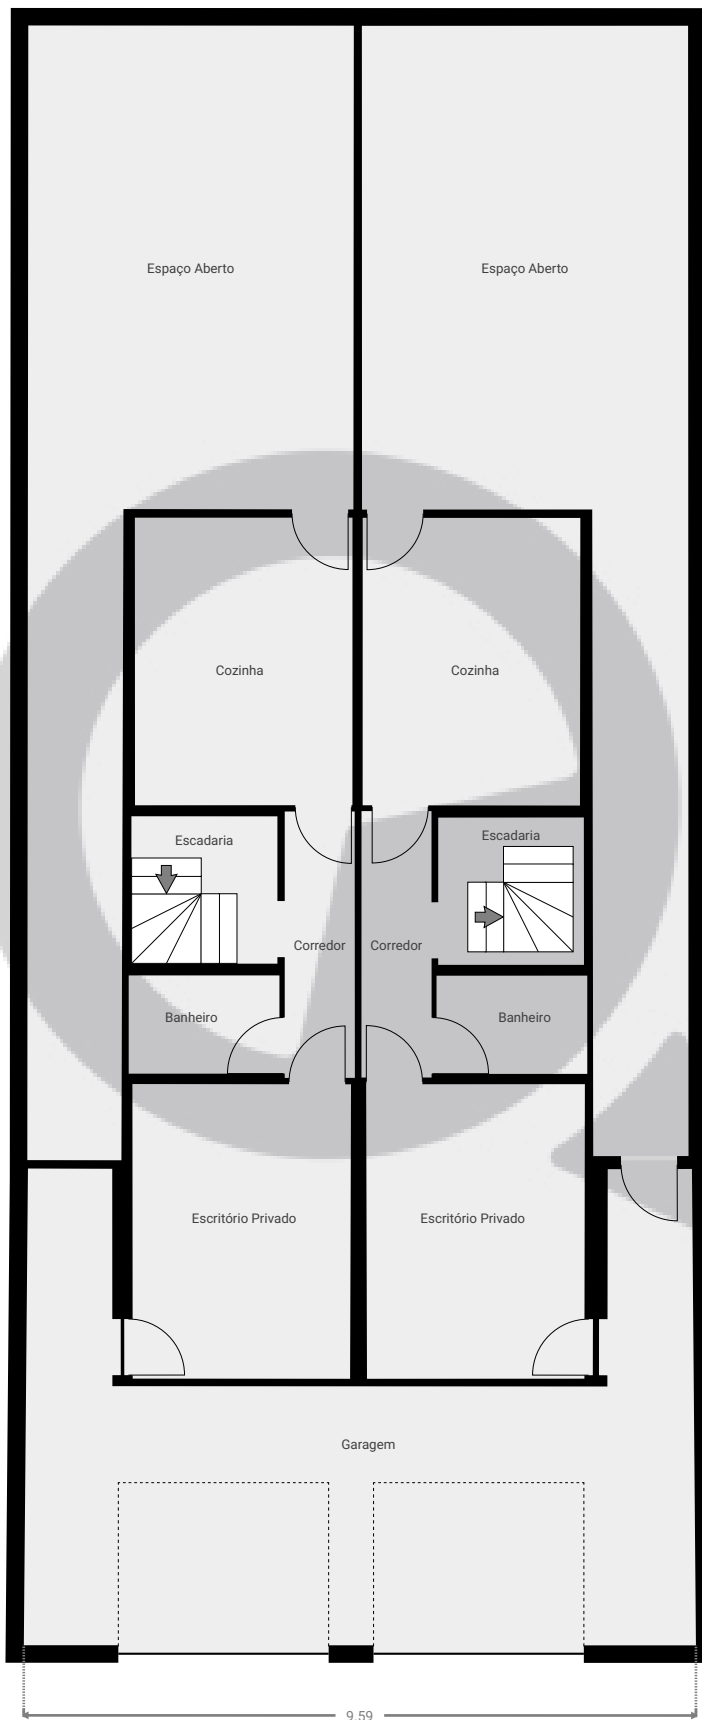 Espaço Aberto
Espaço Aberto
Cozinha
Cozinha
Escadaria
Escadaria
Corredor
Corredor
Banheiro
Banheiro
Escritório Privado
Escritório Privado
Garagem
9.59